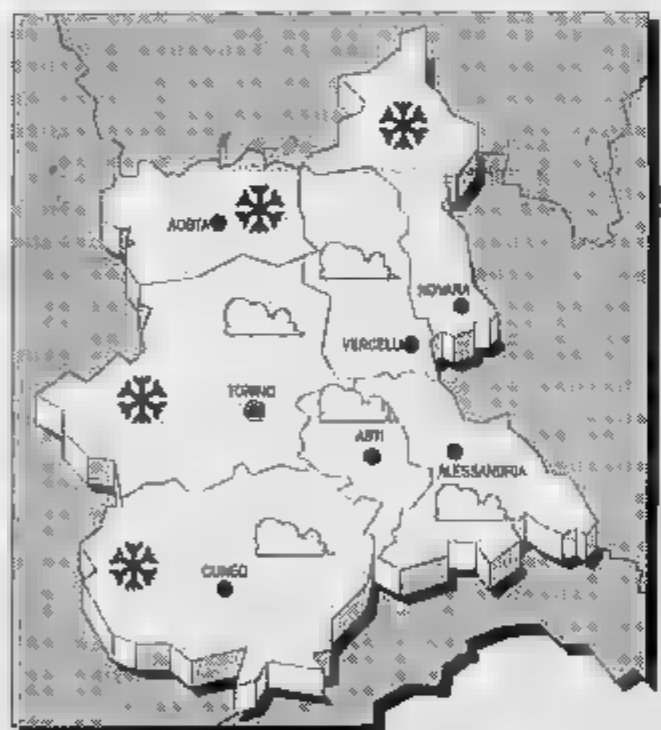 AOSTA
NOVARA
VERCELLI
TORINO
ASTI
ALESSANDRIA
CUNEO